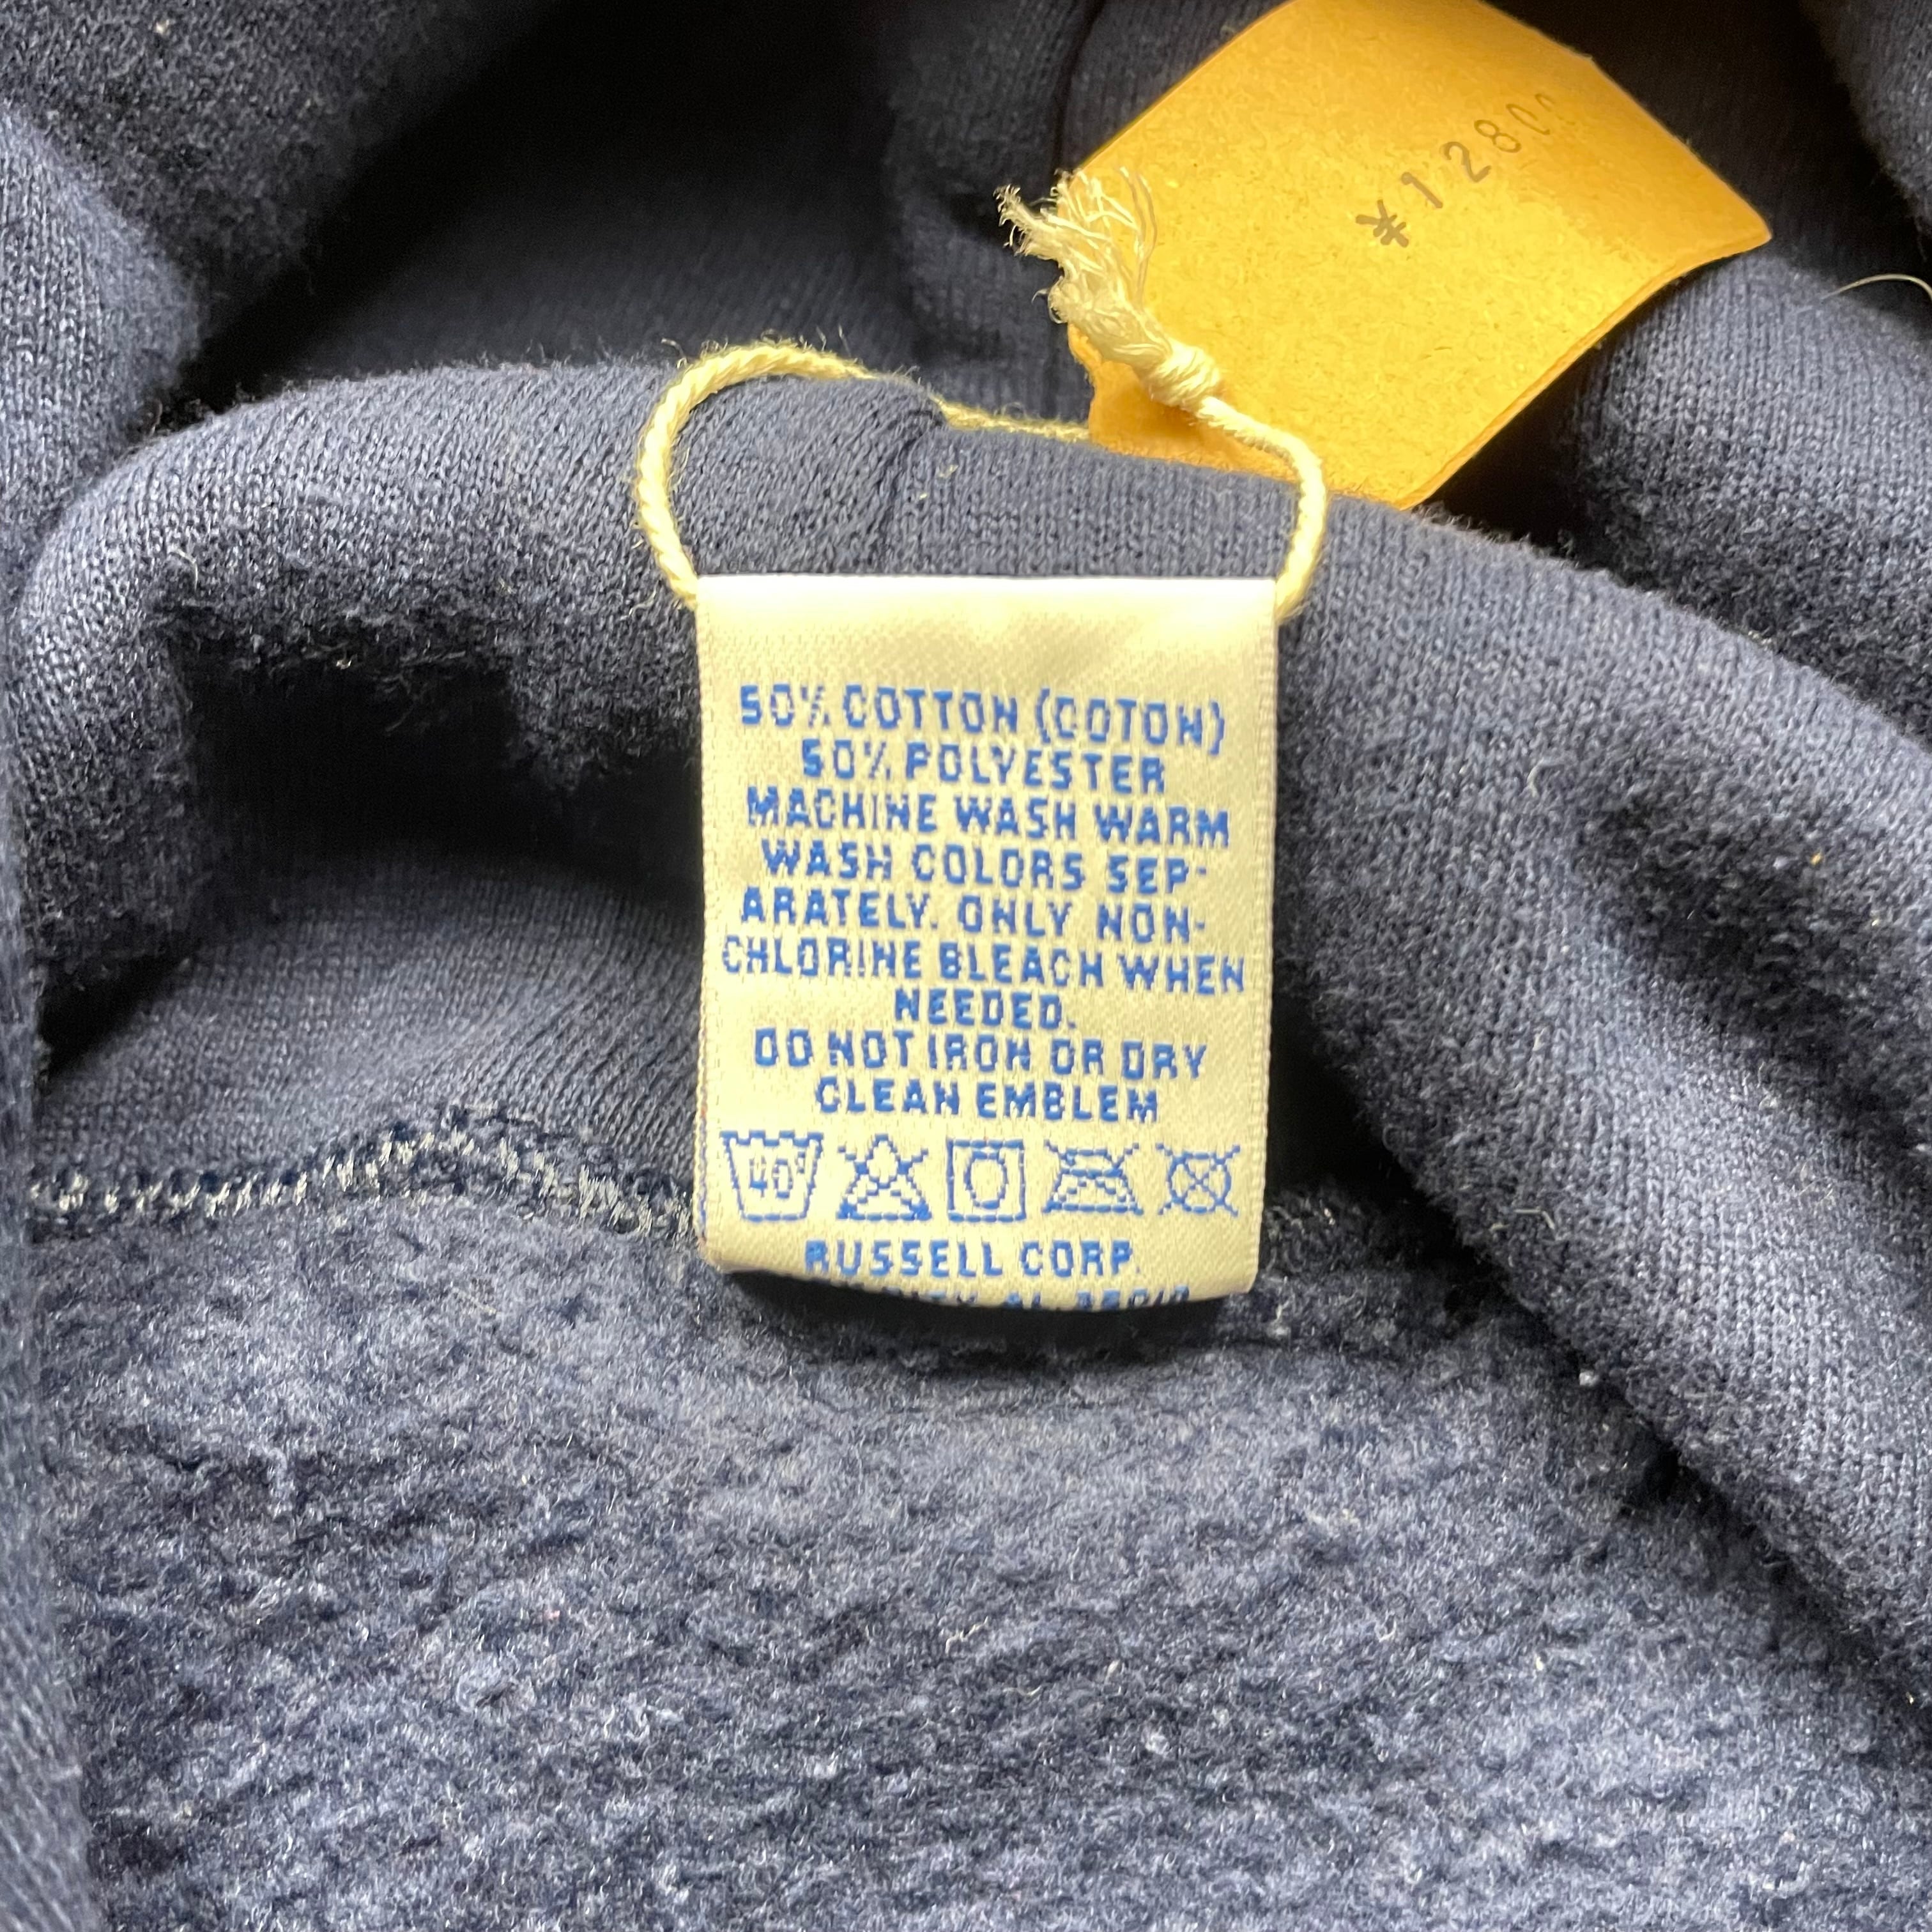 ¥12800
50% COTTON (COTON)
50% POLYESTER
MACHINE WASH WARM
WASH COLORS SEP-
ARATELY. ONLY NON-
CHLORINE BLEACH WHEN
NEEDED.
DO NOT IRON OR DRY
CLEAN EMBLEM
40°
RUSSELL CORP.